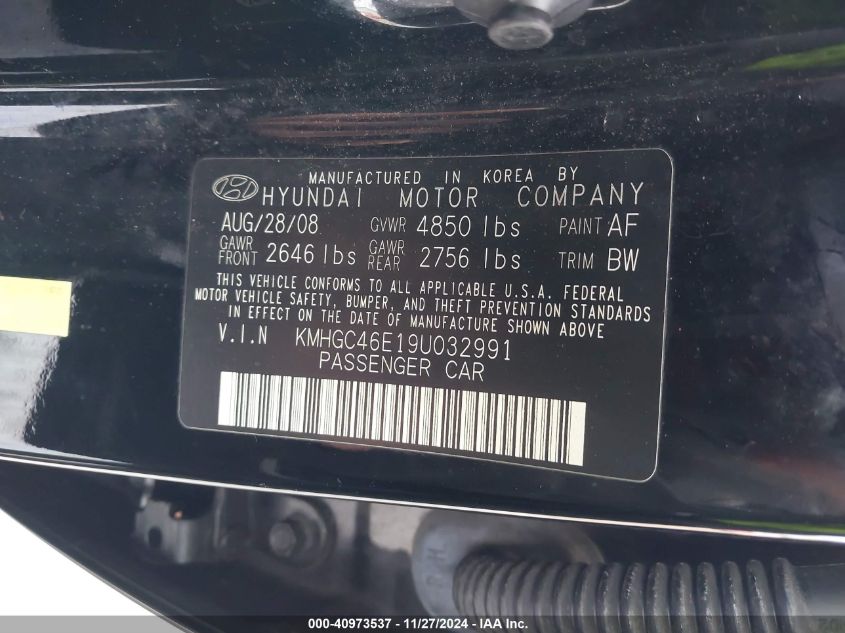 MANUFACTURED IN KOREA BY
HYUNDAI MOTOR COMPANY
AUG/28/08 GVWR 4850 lbs PAINT AF
GAWR FRONT 2646 lbs GAWR REAR 2756 lbs TRIM BW
THIS VEHICLE CONFORMS TO ALL APPLICABLE U.S.A. FEDERAL
MOTOR VEHICLE SAFETY, BUMPER, AND THEFT PREVENTION STANDARDS
IN EFFECT ON THE DATE OF MANUFACTURE SHOWN ABOVE.
V.I.N KMHGC46E19U032991
PASSENGER CAR
000-40973537 - 11/27/2024 - IAA Inc.